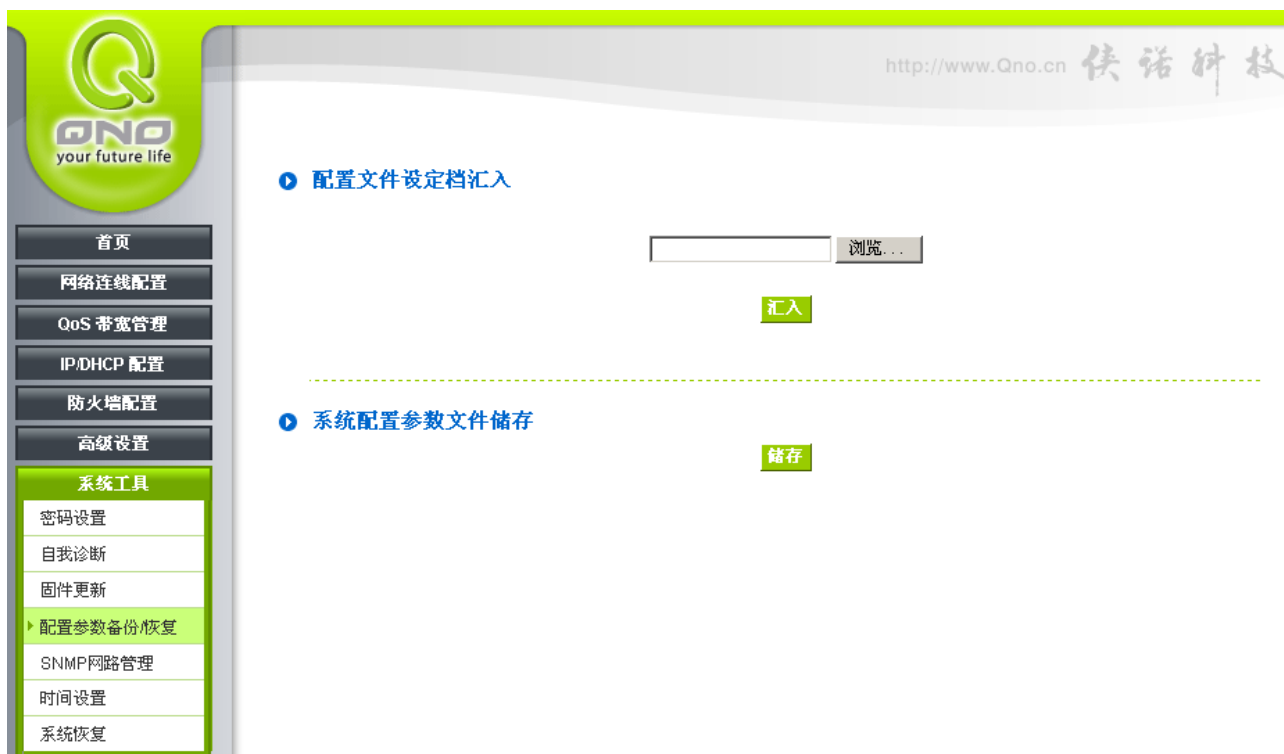 http://www.Qno.cn 侠诺科技
QNO
your future life
首页
网络连线配置
QoS 带宽管理
IP/DHCP 配置
防火墙配置
高级设置
系统工具
密码设置
自我诊断
固件更新
配置参数备份/恢复
SNMP网路管理
时间设置
系统恢复
配置文件设定档汇入
浏览...
汇入
系统配置参数文件储存
储存